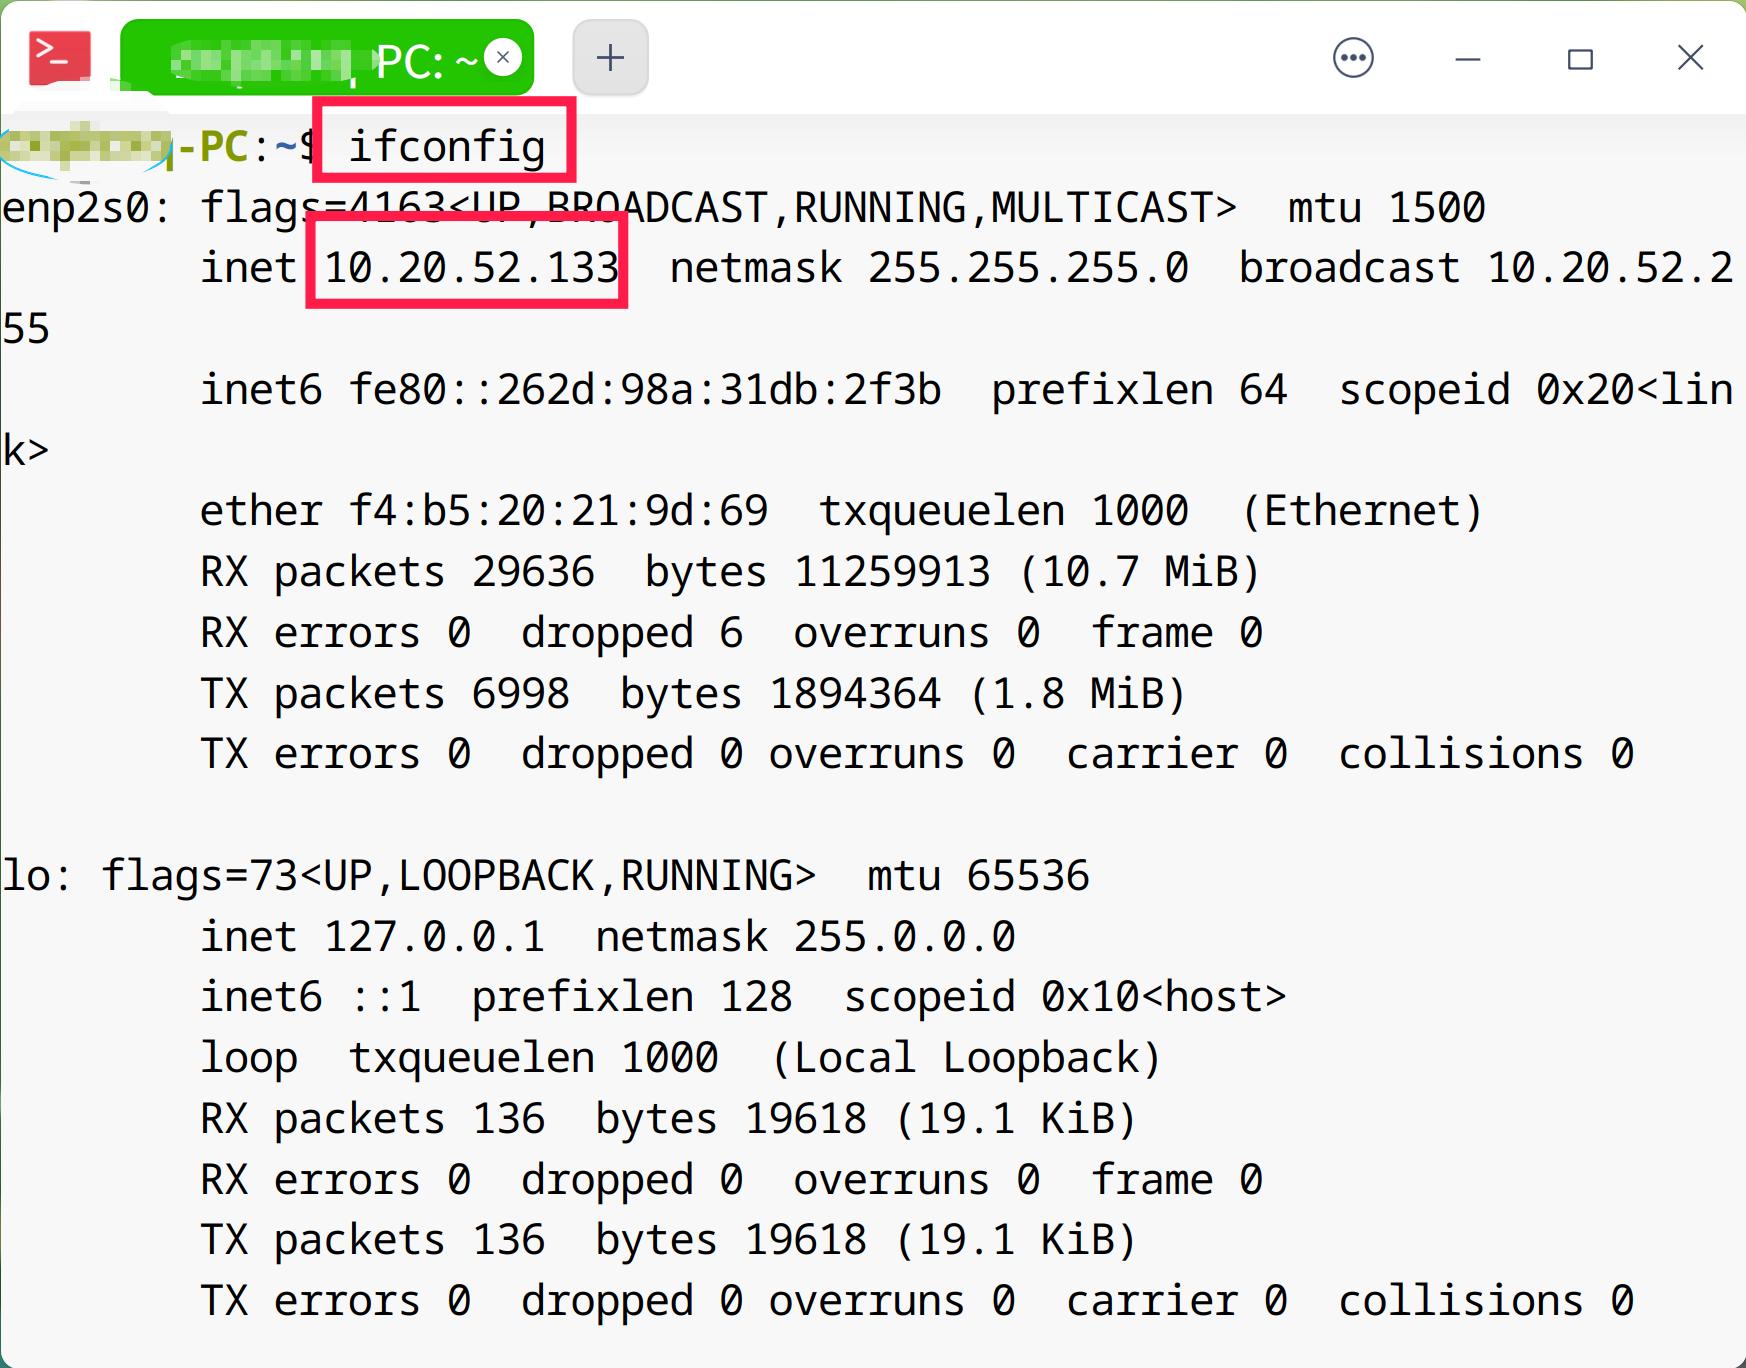 PC: ~
-PC:~$ ifconfig
enp2s0: flags=4163<UP,BROADCAST,RUNNING,MULTICAST>  mtu 1500
        inet 10.20.52.133  netmask 255.255.255.0  broadcast 10.20.52.2
55
        inet6 fe80::262d:98a:31db:2f3b  prefixlen 64  scopeid 0x20<lin
k>
        ether f4:b5:20:21:9d:69  txqueuelen 1000  (Ethernet)
        RX packets 29636  bytes 11259913 (10.7 MiB)
        RX errors 0  dropped 6  overruns 0  frame 0
        TX packets 6998  bytes 1894364 (1.8 MiB)
        TX errors 0  dropped 0 overruns 0  carrier 0  collisions 0

lo: flags=73<UP,LOOPBACK,RUNNING>  mtu 65536
        inet 127.0.0.1  netmask 255.0.0.0
        inet6 ::1  prefixlen 128  scopeid 0x10<host>
        loop  txqueuelen 1000  (Local Loopback)
        RX packets 136  bytes 19618 (19.1 KiB)
        RX errors 0  dropped 0  overruns 0  frame 0
        TX packets 136  bytes 19618 (19.1 KiB)
        TX errors 0  dropped 0 overruns 0  carrier 0  collisions 0